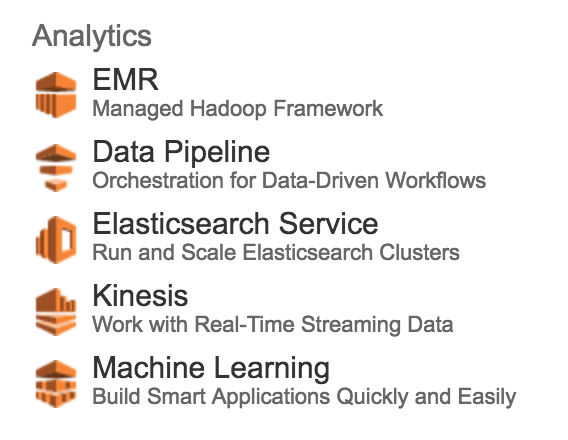 Analytics
EMR
Managed Hadoop Framework
Data Pipeline
Orchestration for Data-Driven Workflows
Elasticsearch Service
Run and Scale Elasticsearch Clusters
Kinesis
Work with Real-Time Streaming Data
Machine Learning
Build Smart Applications Quickly and Easily